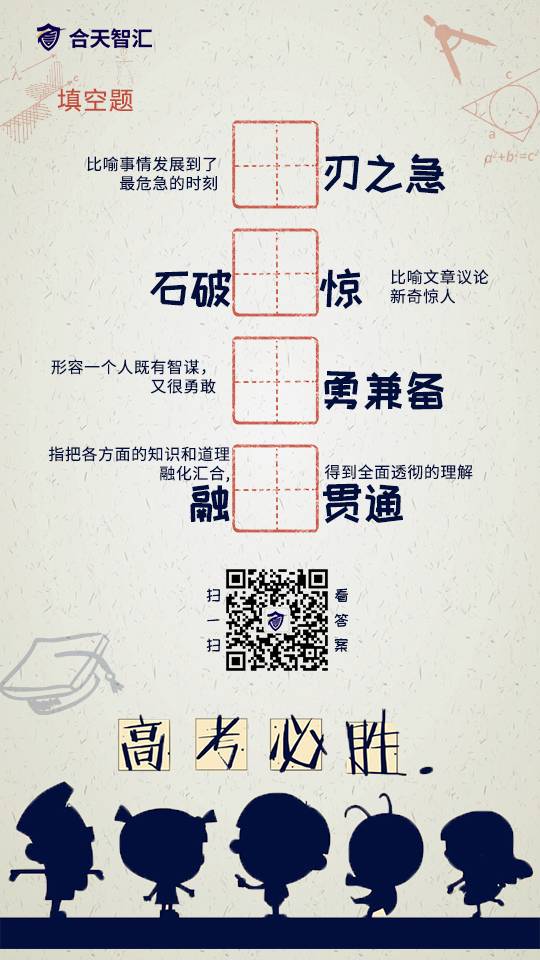 合天智汇
填空题
比喻事情发展到了
最危急的时刻
刃之急
石破 惊
比喻文章议论
新奇惊人
形容一个人既有智谋，
又很勇敢
勇兼备
指把各方面的知识和道理
融化汇合,
得到全面透彻的理解
融 贯通
扫一扫
看答案
高考必胜.
λ
c
c
a
a²+b²=c²